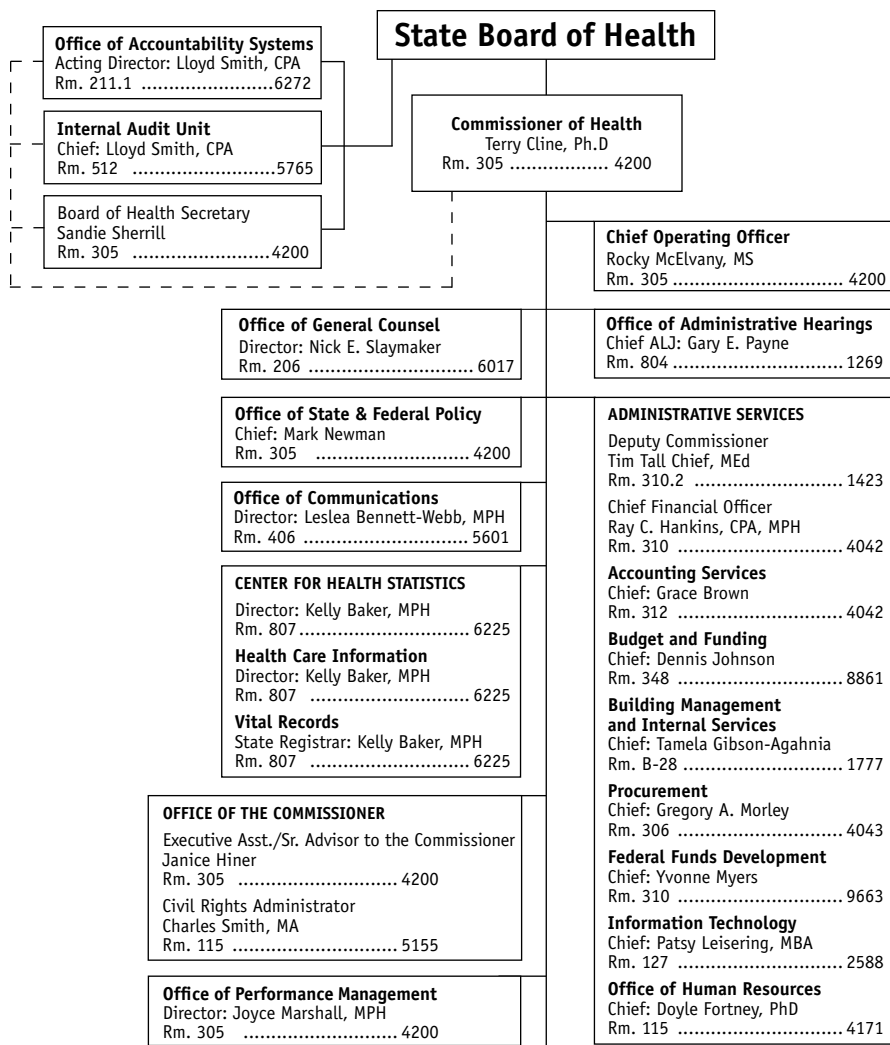 State Board of Health
Office of Accountability Systems
Acting Director: Lloyd Smith, CPA
Rm. 211.1 ........................6272
Internal Audit Unit
Chief: Lloyd Smith, CPA
Rm. 512 ..........................5765
Board of Health Secretary
Sandie Sherrill
Rm. 305 .........................4200
Commissioner of Health
Terry Cline, Ph.D
Rm. 305 .................. 4200
Chief Operating Officer
Rocky McElvany, MS
Rm. 305 ............................... 4200
Office of General Counsel
Director: Nick E. Slaymaker
Rm. 206 .............................. 6017
Office of Administrative Hearings
Chief ALJ: Gary E. Payne
Rm. 804 ............................... 1269
Office of State & Federal Policy
Chief: Mark Newman
Rm. 305 ............................ 4200
Office of Communications
Director: Leslea Bennett-Webb, MPH
Rm. 406 .............................. 5601
CENTER FOR HEALTH STATISTICS
Director: Kelly Baker, MPH
Rm. 807 ............................... 6225
Health Care Information
Director: Kelly Baker, MPH
Rm. 807 ............................. 6225
Vital Records
State Registrar: Kelly Baker, MPH
Rm. 807 ............................. 6225
OFFICE OF THE COMMISSIONER
Executive Asst./Sr. Advisor to the Commissioner
Janice Hiner
Rm. 305 ............................. 4200
Civil Rights Administrator
Charles Smith, MA
Rm. 115 .............................. 5155
Office of Performance Management
Director: Joyce Marshall, MPH
Rm. 305 ............................ 4200
ADMINISTRATIVE SERVICES
Deputy Commissioner
Tim Tall Chief, MEd
Rm. 310.2 ........................... 1423
Chief Financial Officer
Ray C. Hankins, CPA, MPH
Rm. 310 .............................. 4042
Accounting Services
Chief: Grace Brown
Rm. 312 .............................. 4042
Budget and Funding
Chief: Dennis Johnson
Rm. 348 .............................. 8861
Building Management
and Internal Services
Chief: Tamela Gibson-Agahnia
Rm. B-28 ............................. 1777
Procurement
Chief: Gregory A. Morley
Rm. 306 .............................. 4043
Federal Funds Development
Chief: Yvonne Myers
Rm. 310 .............................. 9663
Information Technology
Chief: Patsy Leisering, MBA
Rm. 127 .............................. 2588
Office of Human Resources
Chief: Doyle Fortney, PhD
Rm. 115 .............................. 4171